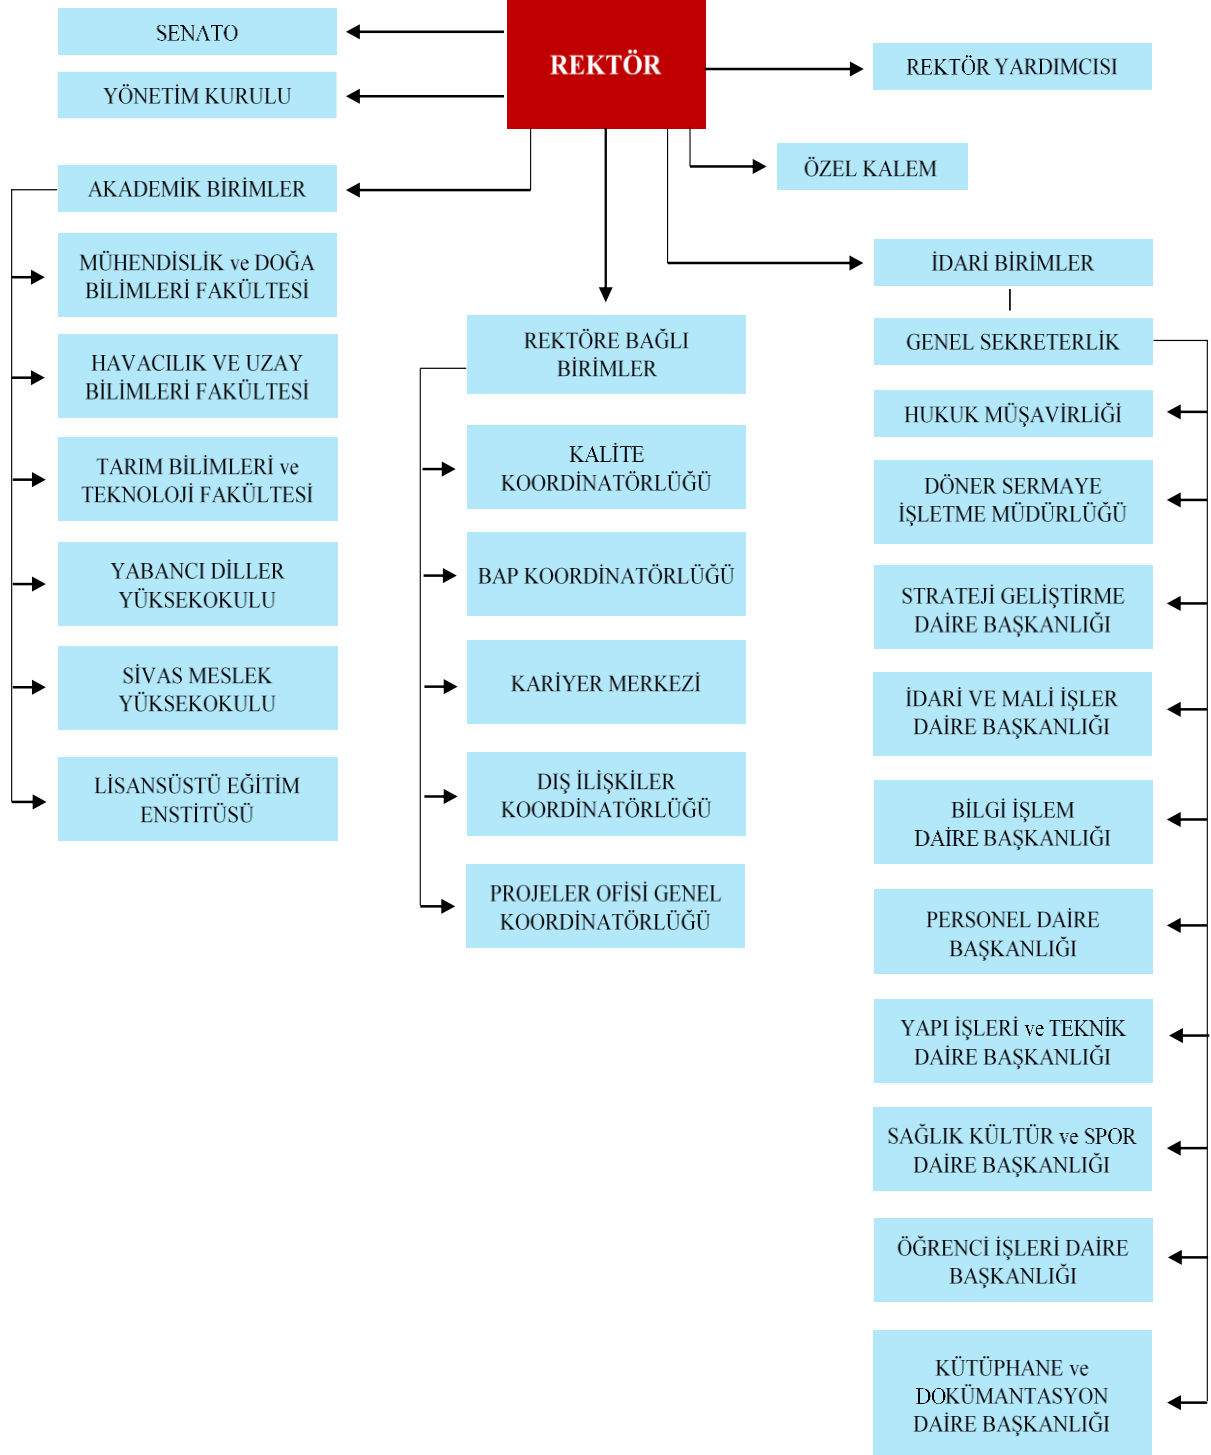 REKTÖR
SENATO
YÖNETİM KURULU
REKTÖR YARDIMCISI
ÖZEL KALEM
AKADEMİK BİRİMLER
MÜHENDİSLİK ve DOĞA
BİLİMLERİ FAKÜLTESİ
HAVACILIK VE UZAY
BİLİMLERİ FAKÜLTESİ
TARIM BİLİMLERİ ve
TEKNOLOJİ FAKÜLTESİ
YABANCI DİLLER
YÜKSEKOKULU
SİVAS MESLEK
YÜKSEKOKULU
LİSANSÜSTÜ EĞİTİM
ENSTİTÜSÜ
REKTÖRE BAĞLI
BİRİMLER
KALİTE
KOORDİNATÖRLÜĞÜ
BAP KOORDİNATÖRLÜĞÜ
KARİYER MERKEZİ
DIŞ İLİŞKİLER
KOORDİNATÖRLÜĞÜ
PROJELER OFİSİ GENEL
KOORDİNATÖRLÜĞÜ
İDARİ BİRİMLER
GENEL SEKRETERLİK
HUKUK MÜŞAVİRLİĞİ
DÖNER SERMAYE
İŞLETME MÜDÜRLÜĞÜ
STRATEJİ GELİŞTİRME
DAİRE BAŞKANLIĞI
İDARİ VE MALİ İŞLER
DAİRE BAŞKANLIĞI
BİLGİ İŞLEM
DAİRE BAŞKANLIĞI
PERSONEL DAİRE
BAŞKANLIĞI
YAPI İŞLERİ ve TEKNİK
DAİRE BAŞKANLIĞI
SAĞLIK KÜLTÜR ve SPOR
DAİRE BAŞKANLIĞI
ÖĞRENCİ İŞLERİ DAİRE
BAŞKANLIĞI
KÜTÜPHANE ve
DOKÜMANTASYON
DAİRE BAŞKANLIĞI